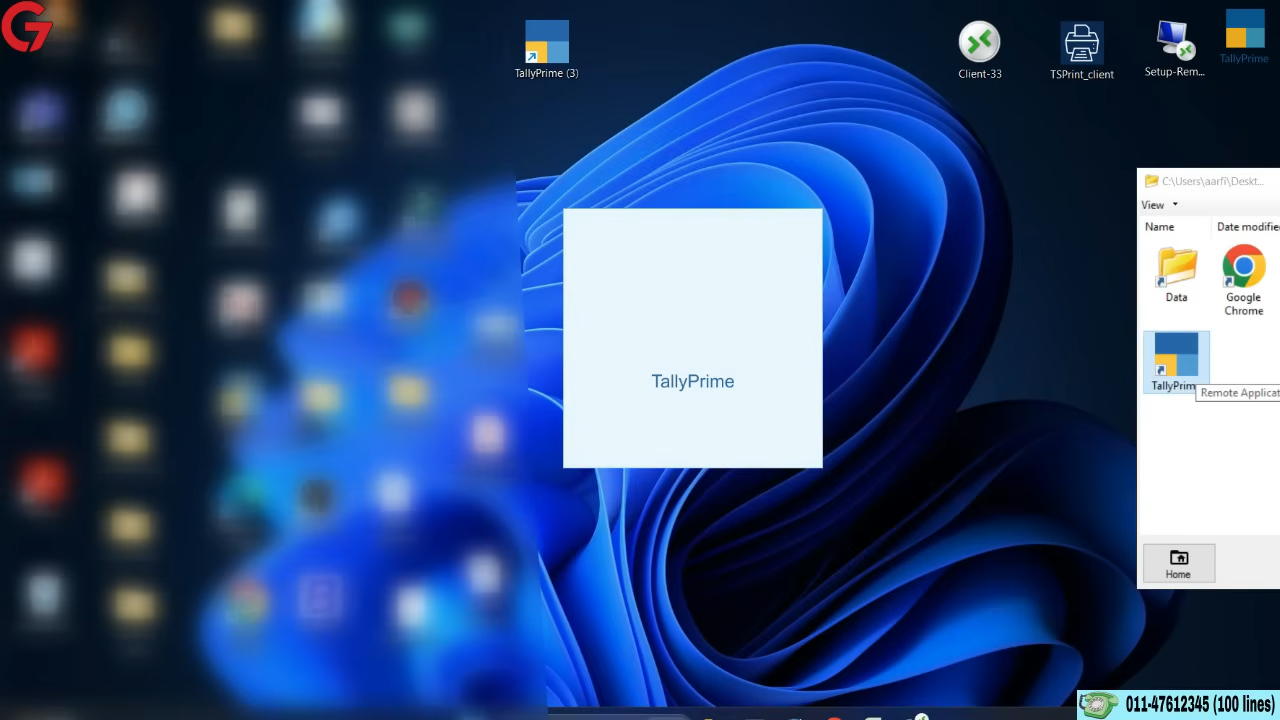 TallyPrime (3)
Client-33
TSPrint_client
Setup-Rem...
TallyPrime
C:\Users\aarfi\Deskt...
View
Name
Date modifie
Data
Google
Chrome
TallyPrim
Remote Applicat
TallyPrime
Home
011-47612345 (100 lines)